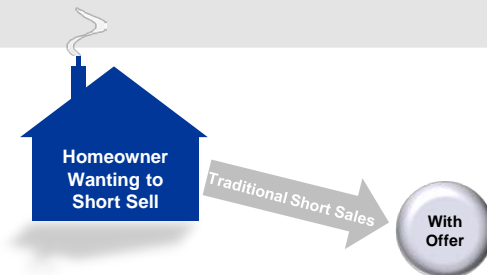 Homeowner
Wanting to
Short Sell
Traditional Short Sales
With
Offer